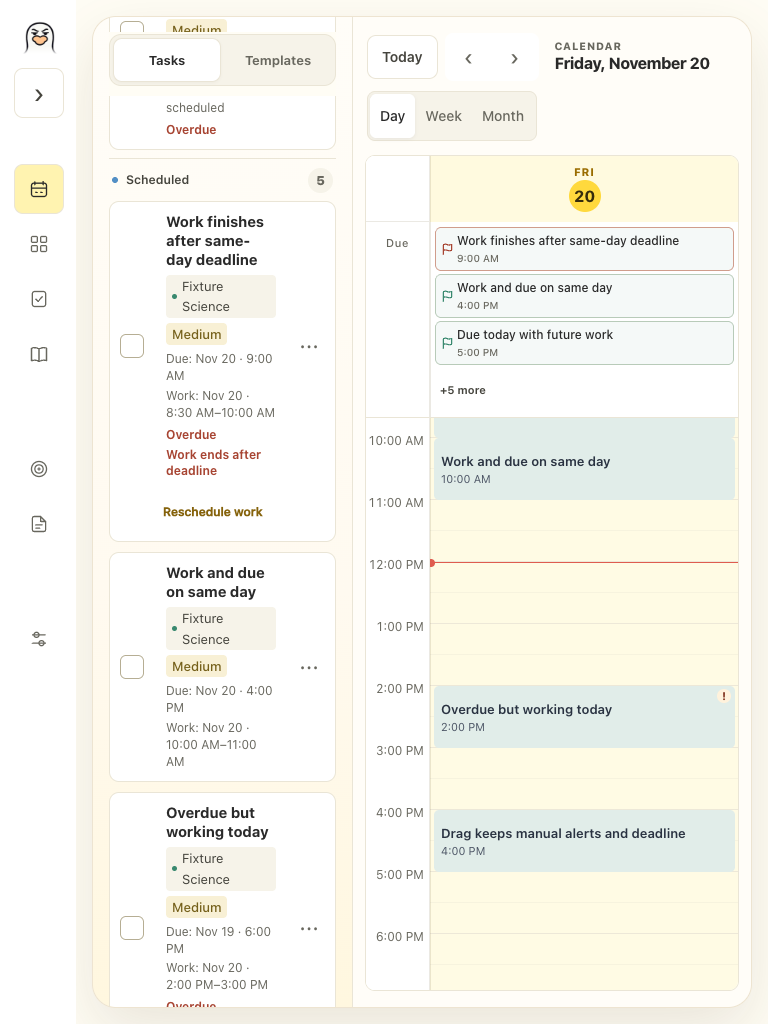 Medium
Tasks
Templates
scheduled
Overdue
Scheduled
5
Work finishes
after same-
day deadline
Fixture
Science
Medium
Due: Nov 20 · 9:00
AM
Work: Nov 20 ·
8:30 AM–10:00 AM
Overdue
Work ends after
deadline
Reschedule work
Work and due
on same day
Fixture
Science
Medium
Due: Nov 20 · 4:00
PM
Work: Nov 20 ·
10:00 AM–11:00
AM
Overdue but
working today
Fixture
Science
Medium
Due: Nov 19 · 6:00
PM
Work: Nov 20 ·
2:00 PM–3:00 PM
Overdue
Today
CALENDAR
Friday, November 20
Day
Week
Month
FRI
20
Due
Work finishes after same-day deadline
9:00 AM
Work and due on same day
4:00 PM
Due today with future work
5:00 PM
+5 more
10:00 AM
Work and due on same day
10:00 AM
11:00 AM
12:00 PM
1:00 PM
2:00 PM
Overdue but working today
!
2:00 PM
3:00 PM
4:00 PM
Drag keeps manual alerts and deadline
4:00 PM
5:00 PM
6:00 PM